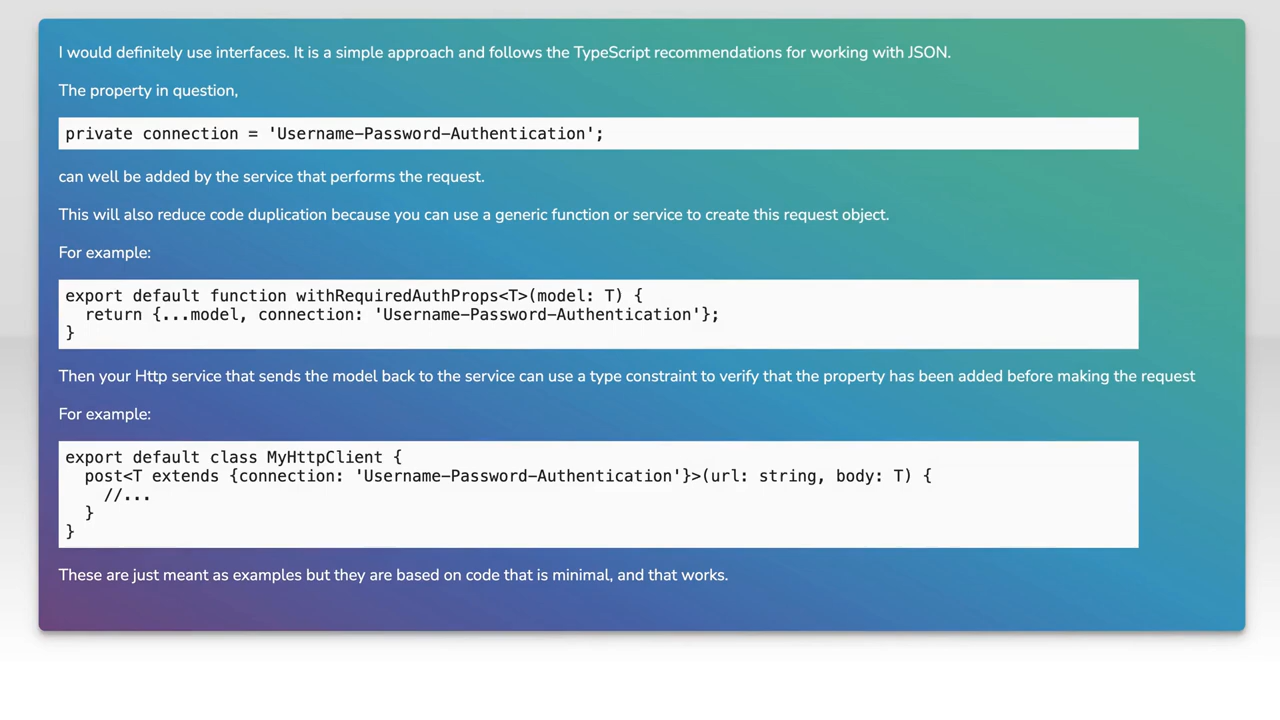 I would definitely use interfaces. It is a simple approach and follows the TypeScript recommendations for working with JSON.
The property in question,
private connection = 'Username-Password-Authentication';
can well be added by the service that performs the request.
This will also reduce code duplication because you can use a generic function or service to create this request object.
For example:
export default function withRequiredAuthProps<T>(model: T) {
  return {...model, connection: 'Username-Password-Authentication'};
}
Then your Http service that sends the model back to the service can use a type constraint to verify that the property has been added before making the request
For example:
export default class MyHttpClient {
  post<T extends {connection: 'Username-Password-Authentication'}>(url: string, body: T) {
    //...
  }
}
These are just meant as examples but they are based on code that is minimal, and that works.